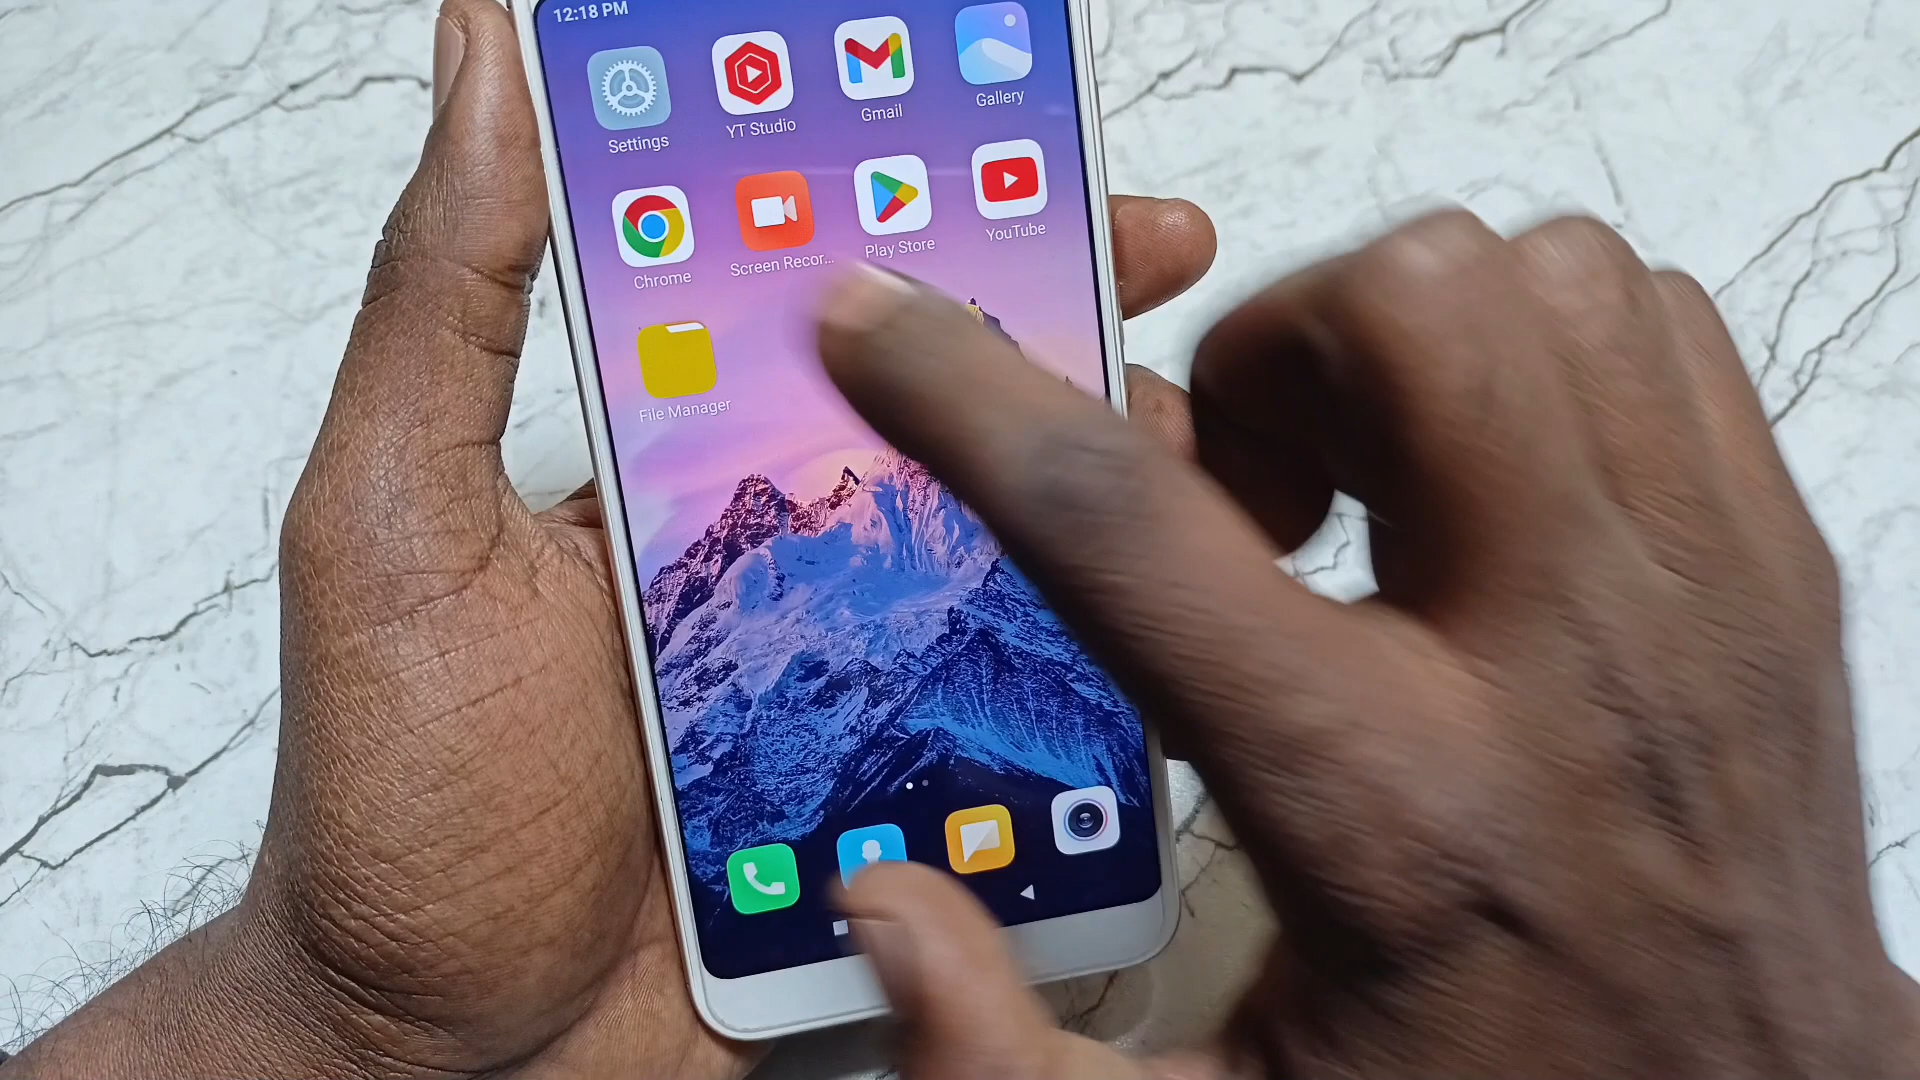 12:18 PM
Settings
YT Studio
Gmail
Gallery
Chrome
Screen Recor...
Play Store
YouTube
File Manager